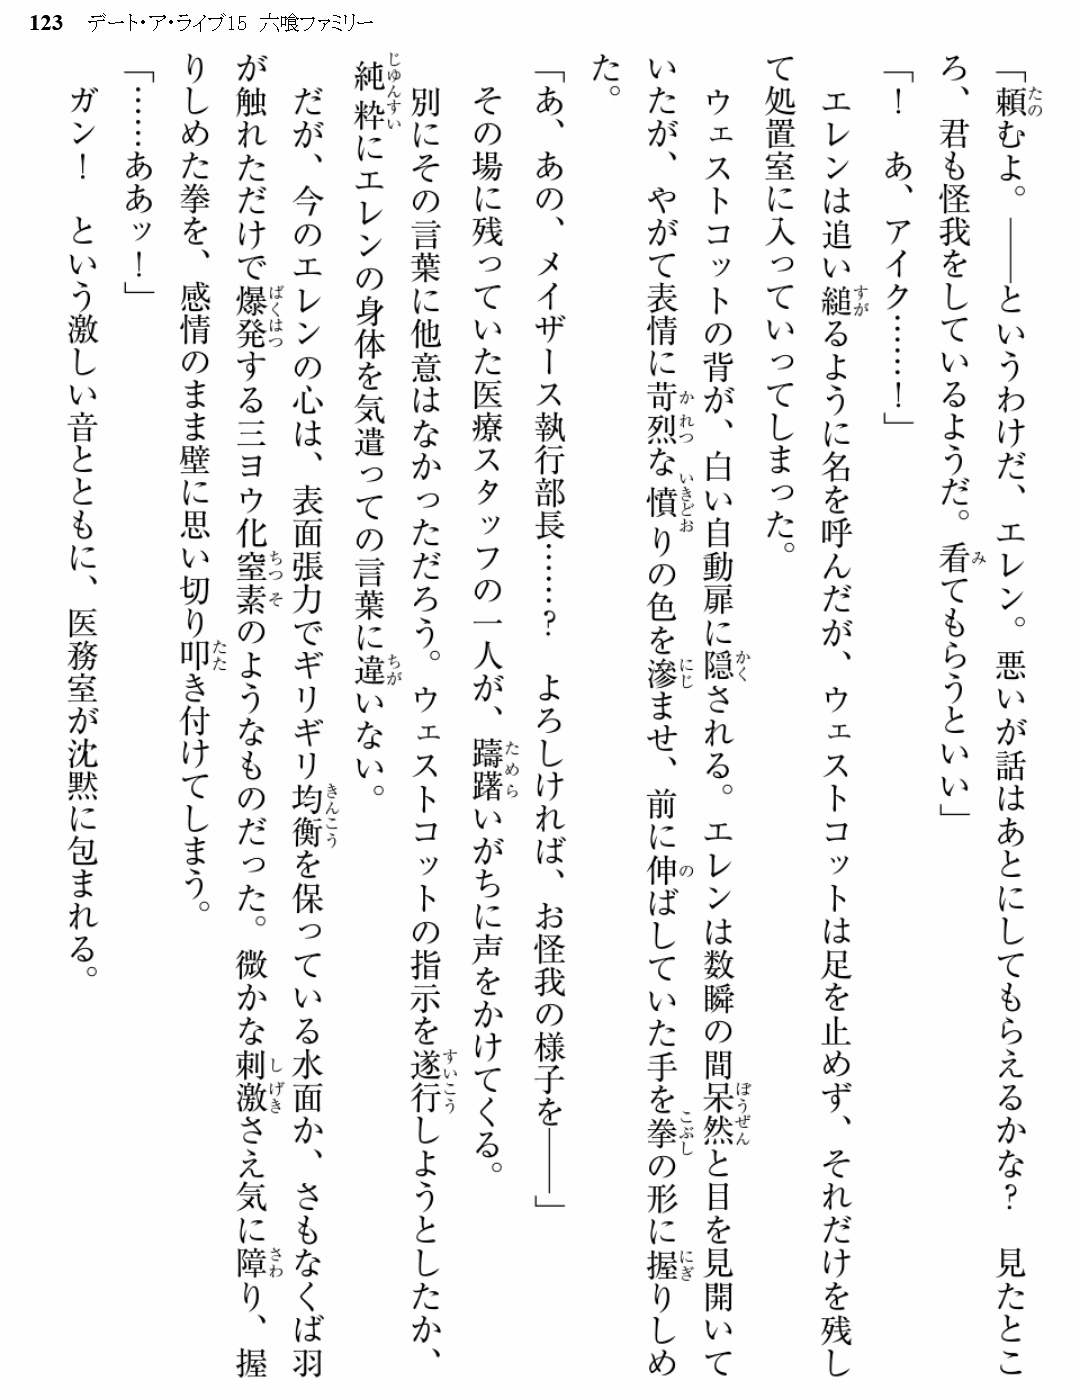 123 デート・ア・ライブ15 六喰ファミリー
「頼むよ。――というわけだ、エレン。悪いが話はあとにしてもらえるかな？　見たとこ
ろ、君も怪我をしているようだ。看てもらうといい」
「！　あ、アイク……！」
　エレンは追い縋るように名を呼んだが、ウェストコットは足を止めず、それだけを残し
て処置室に入っていってしまった。
　ウェストコットの背が、白い自動扉に隠される。エレンは数瞬の間呆然と目を見開いて
いたが、やがて表情に苛烈な憤りの色を滲ませ、前に伸ばしていた手を拳の形に握りしめ
た。
「あ、あの、メイザース執行部長……？　よろしければ、お怪我の様子を――」
　その場に残っていた医療スタッフの一人が、躊躇いがちに声をかけてくる。
　別にその言葉に他意はなかっただろう。ウェストコットの指示を遂行しようとしたか、
純粋にエレンの身体を気遣っての言葉に違いない。
　だが、今のエレンの心は、表面張力でギリギリ均衡を保っている水面か、さもなくば羽
が触れただけで爆発する三ヨウ化窒素のようなものだった。微かな刺激さえ気に障り、握
りしめた拳を、感情のまま壁に思い切り叩き付けてしまう。
「……ああッ！」
　ガン！　という激しい音とともに、医務室が沈黙に包まれる。